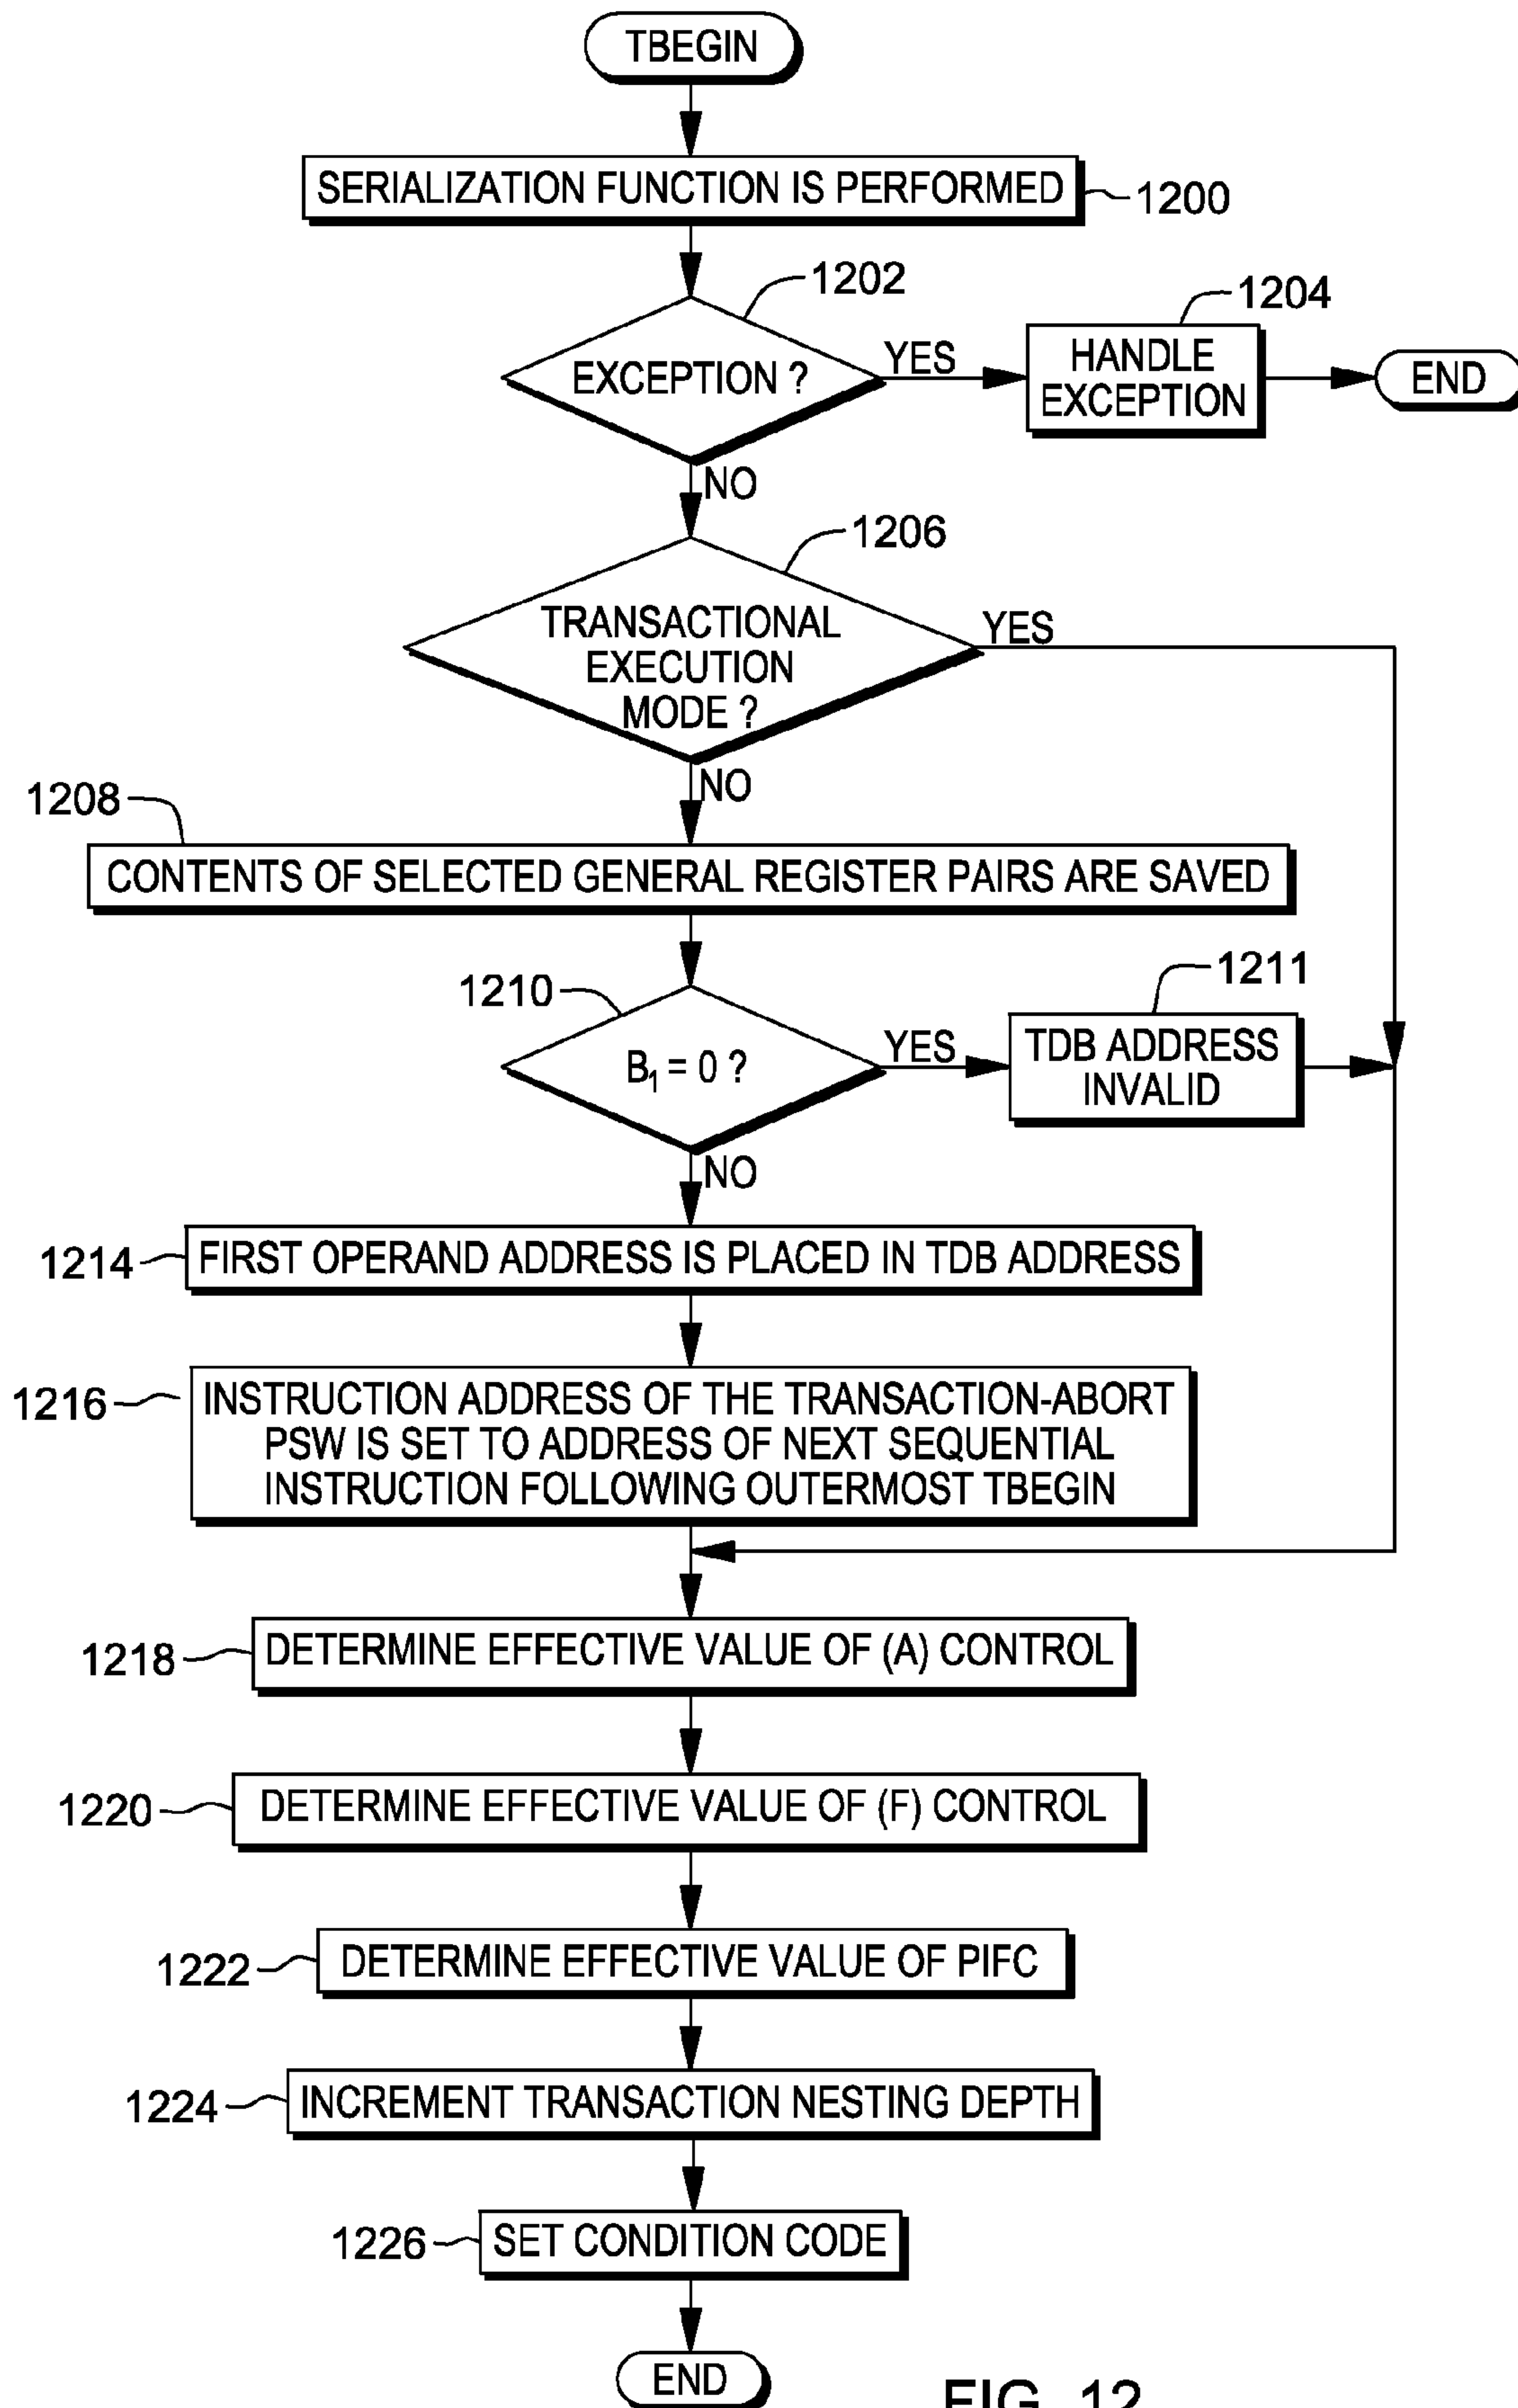 TBEGIN
SERIALIZATION FUNCTION IS PERFORMED
1200
1202
EXCEPTION ?
YES
1204
HANDLE
EXCEPTION
END
NO
1206
TRANSACTIONAL
EXECUTION
MODE ?
YES
NO
1208
CONTENTS OF SELECTED GENERAL REGISTER PAIRS ARE SAVED
1210
B₁ = 0 ?
YES
1211
TDB ADDRESS
INVALID
NO
1214
FIRST OPERAND ADDRESS IS PLACED IN TDB ADDRESS
1216
INSTRUCTION ADDRESS OF THE TRANSACTION-ABORT
PSW IS SET TO ADDRESS OF NEXT SEQUENTIAL
INSTRUCTION FOLLOWING OUTERMOST TBEGIN
1218
DETERMINE EFFECTIVE VALUE OF (A) CONTROL
1220
DETERMINE EFFECTIVE VALUE OF (F) CONTROL
1222
DETERMINE EFFECTIVE VALUE OF PIFC
1224
INCREMENT TRANSACTION NESTING DEPTH
1226
SET CONDITION CODE
END
FIG. 12